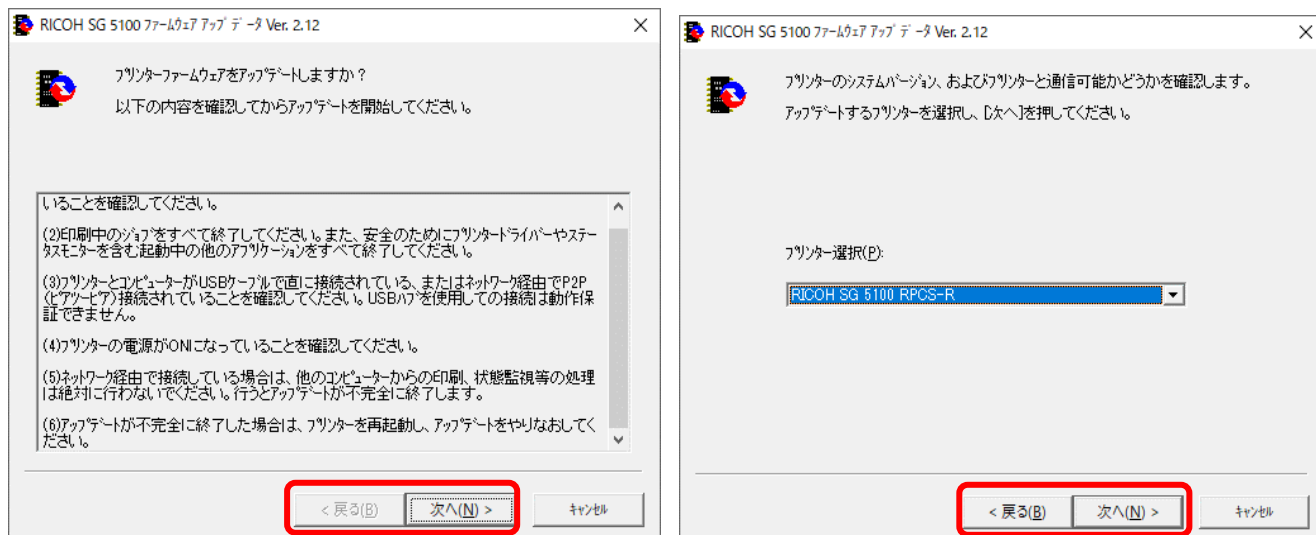 RICOH SG 5100 ﾌｧｰﾑｳｪｱ ｱｯﾌﾟﾃﾞｰﾀ Ver. 2.12
ﾌﾟﾘﾝﾀｰﾌｧｰﾑｳｪｱをｱｯﾌﾟﾃﾞｰﾄしますか？
以下の内容を確認してからｱｯﾌﾟﾃﾞｰﾄを開始してください。
いることを確認してください。
(2)印刷中のｼﾞｮﾌﾞをすべて終了してください。また、安全のためにﾌﾟﾘﾝﾀｰﾄﾞﾗｲﾊﾞｰやｽﾃｰ
ﾀｽﾓﾆﾀｰを含む起動中の他のｱﾌﾟﾘｹｰｼｮﾝをすべて終了してください。
(3)ﾌﾟﾘﾝﾀｰとｺﾝﾋﾟｭｰﾀｰがUSBｹｰﾌﾞﾙで直に接続されている、またはﾈｯﾄﾜｰｸ経由でP2P
(ﾋﾟｱﾂｰﾋﾟｱ)接続されていることを確認してください。USBﾊﾌﾞを使用しての接続は動作保
証できません。
(4)ﾌﾟﾘﾝﾀｰの電源がONになっていることを確認してください。
(5)ﾈｯﾄﾜｰｸ経由で接続している場合は、他のｺﾝﾋﾟｭｰﾀｰからの印刷、状態監視等の処理
は絶対に行わないでください。行うとｱｯﾌﾟﾃﾞｰﾄが不完全に終了します。
(6)ｱｯﾌﾟﾃﾞｰﾄが不完全に終了した場合は、ﾌﾟﾘﾝﾀｰを再起動し、ｱｯﾌﾟﾃﾞｰﾄをやりなおしてく
ださい。
< 戻る(B)
次へ(N) >
ｷｬﾝｾﾙ
RICOH SG 5100 ﾌｧｰﾑｳｪｱ ｱｯﾌﾟﾃﾞｰﾀ Ver. 2.12
ﾌﾟﾘﾝﾀｰのｼｽﾃﾑﾊﾞｰｼﾞｮﾝ、およびﾌﾟﾘﾝﾀｰと通信可能かどうかを確認します。
ｱｯﾌﾟﾃﾞｰﾄするﾌﾟﾘﾝﾀｰを選択し、[次へ]を押してください。
ﾌﾟﾘﾝﾀｰ選択(P):
RICOH SG 5100 RPCS-R
< 戻る(B)
次へ(N) >
ｷｬﾝｾﾙ